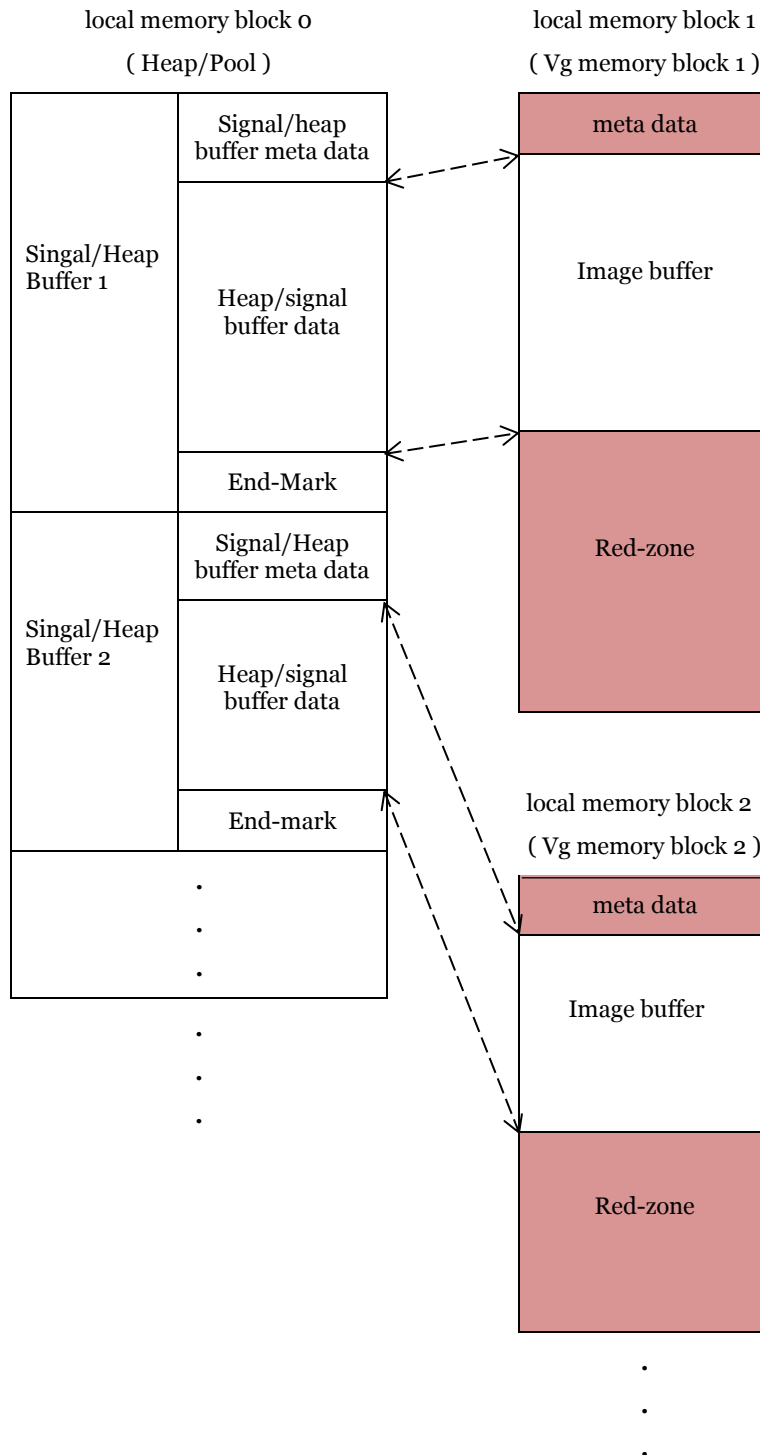 local memory block 0
( Heap/Pool )
Signal/heap
buffer meta data
Singal/Heap
Buffer 1
Heap/signal
buffer data
End-Mark
Signal/Heap
buffer meta data
Singal/Heap
Buffer 2
Heap/signal
buffer data
End-mark
.
.
.
.
.
.
local memory block 1
( Vg memory block 1 )
meta data
Image buffer
Red-zone
local memory block 2
( Vg memory block 2 )
meta data
Image buffer
Red-zone
.
.
.